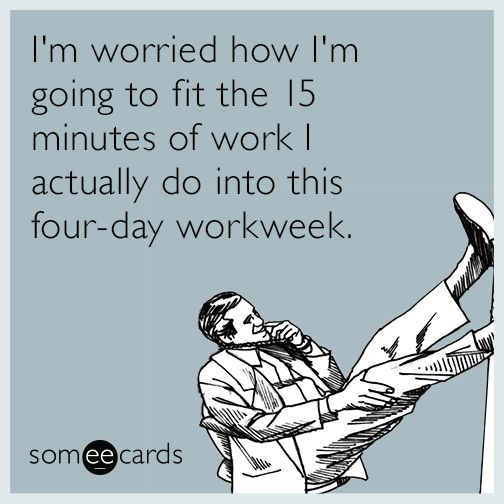 I'm worried how I'm
going to fit the 15
minutes of work I
actually do into this
four-day workweek.
someecards